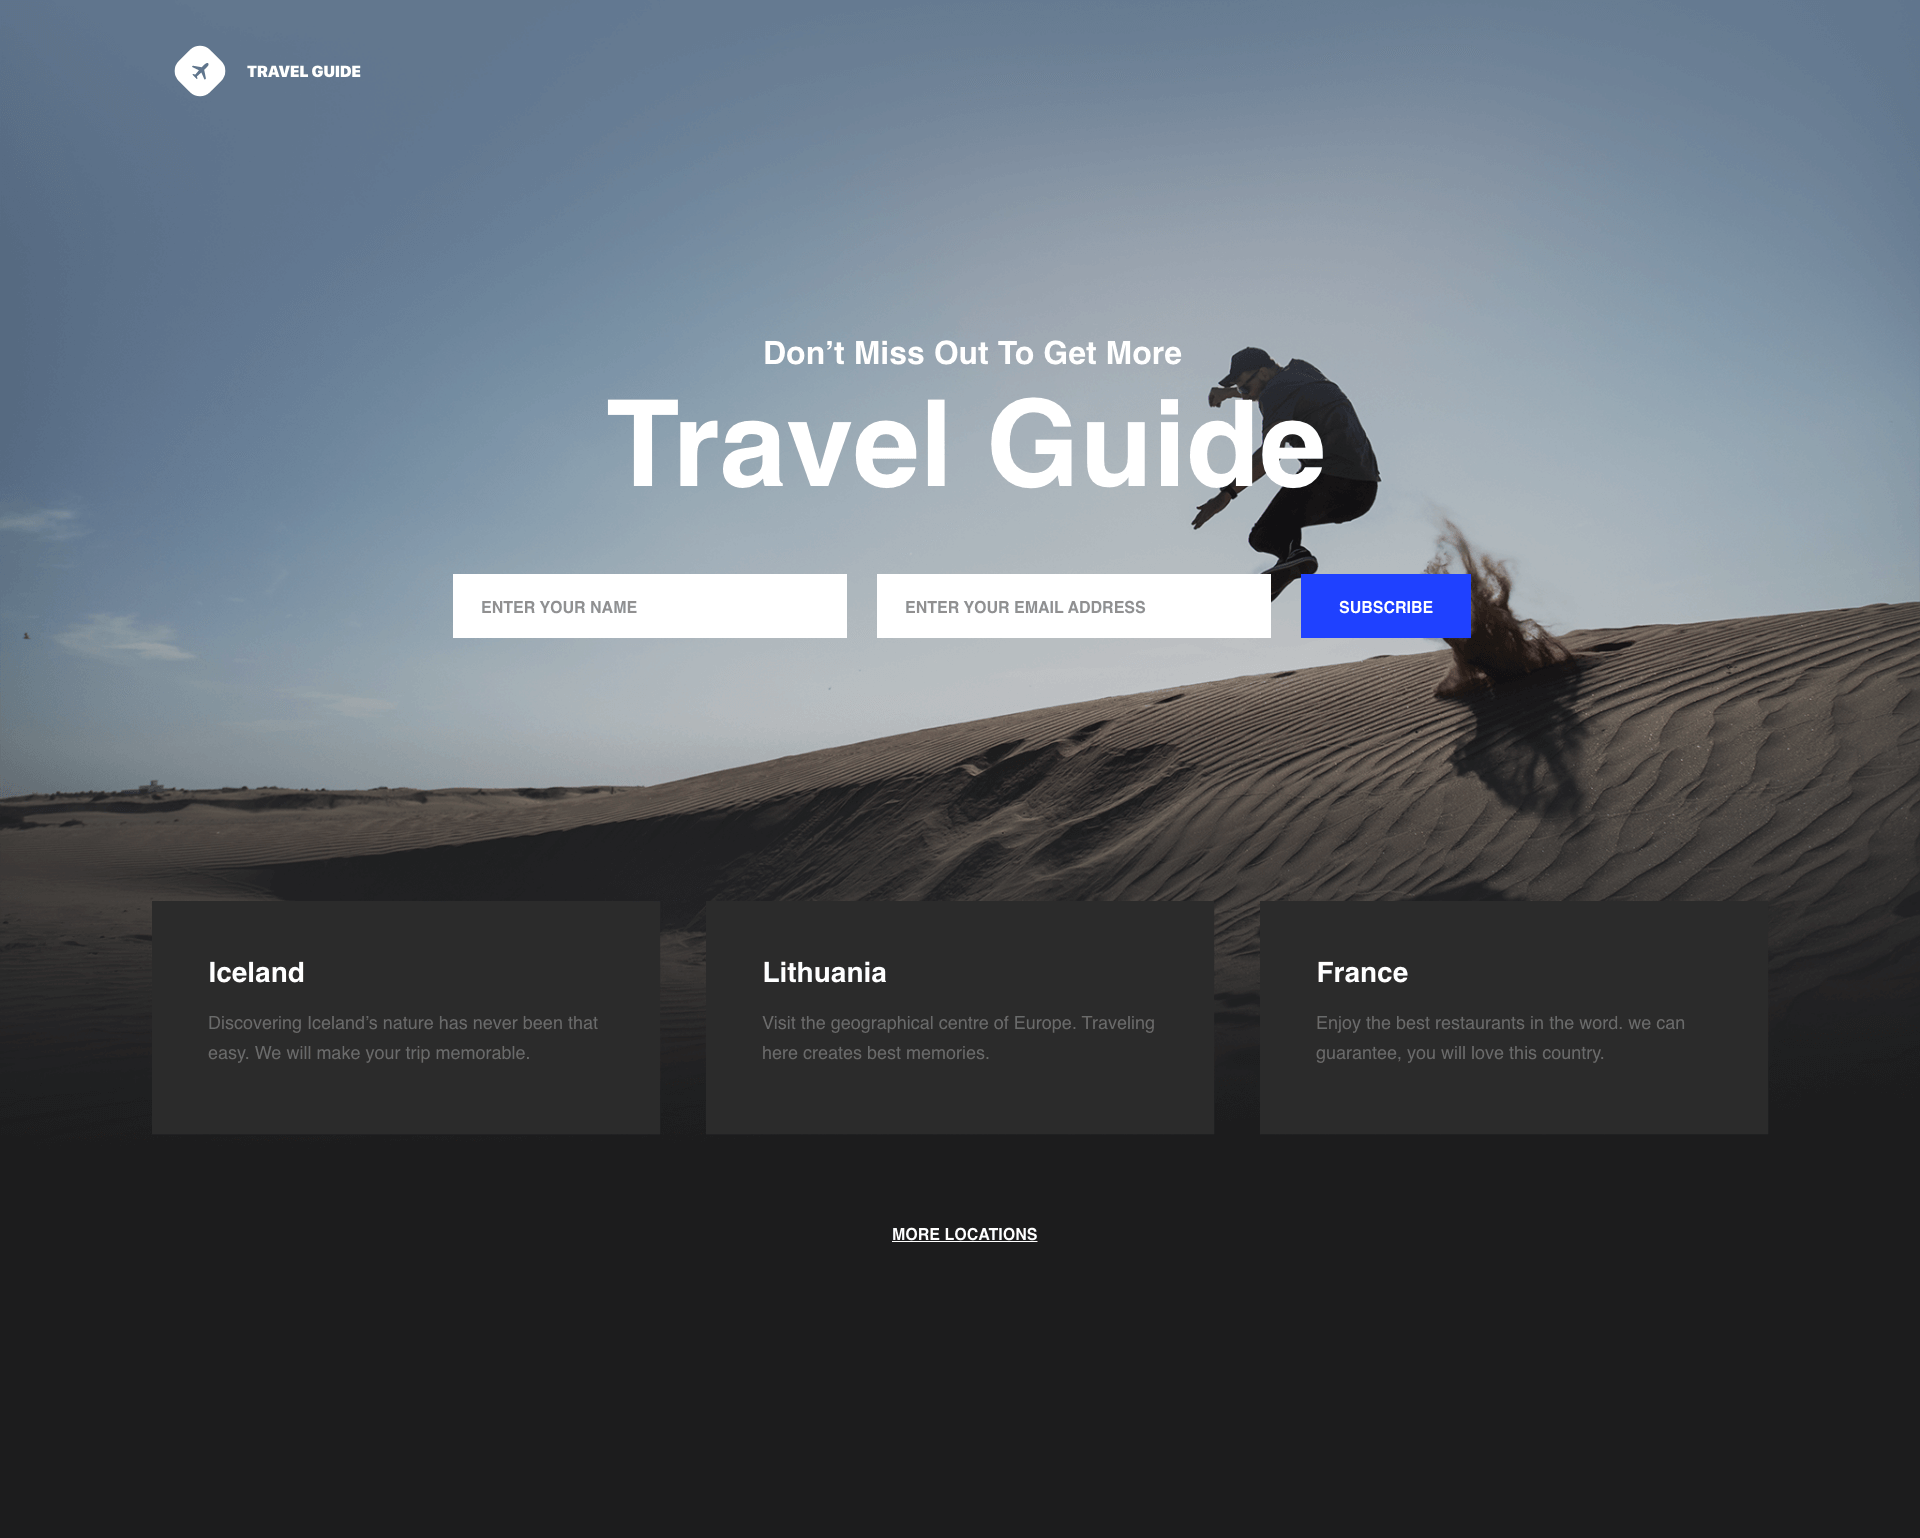 TRAVEL GUIDE
Don’t Miss Out To Get More
Travel Guide
ENTER YOUR NAME
ENTER YOUR EMAIL ADDRESS
SUBSCRIBE
Iceland
Discovering Iceland’s nature has never been that
easy. We will make your trip memorable.
Lithuania
Visit the geographical centre of Europe. Traveling
here creates best memories.
France
Enjoy the best restaurants in the word. we can
guarantee, you will love this country.
MORE LOCATIONS